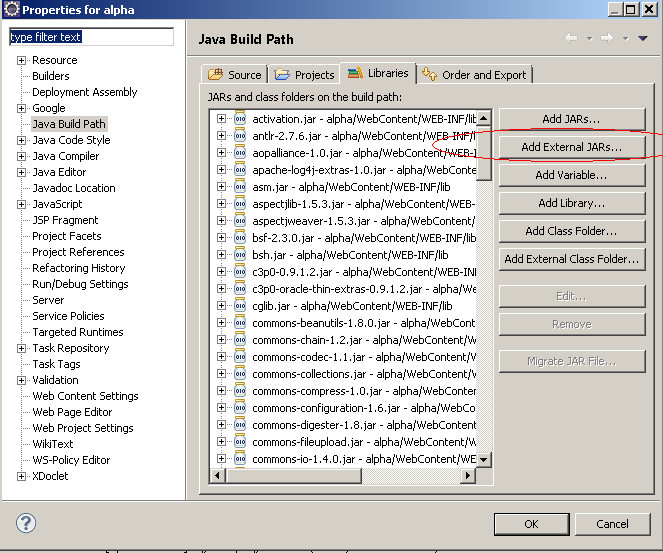 Properties for alpha
type filter text
Resource
Builders
Deployment Assembly
Google
Java Build Path
Java Code Style
Java Compiler
Java Editor
Javadoc Location
JavaScript
JSP Fragment
Project Facets
Project References
Refactoring History
Run/Debug Settings
Server
Service Policies
Targeted Runtimes
Task Repository
Task Tags
Validation
Web Content Settings
Web Page Editor
Web Project Settings
WikiText
WS-Policy Editor
XDoclet
Java Build Path
Source
Projects
Libraries
Order and Export
JARs and class folders on the build path:
activation.jar - alpha/WebContent/WEB-INF/lib
antlr-2.7.6.jar - alpha/WebContent/WEB-INF/l
aopalliance-1.0.jar - alpha/WebContent/WEB-
apache-log4j-extras-1.0.jar - alpha/WebConte
asm.jar - alpha/WebContent/WEB-INF/lib
aspectjlib-1.5.3.jar - alpha/WebContent/WEB-I
aspectjweaver-1.5.3.jar - alpha/WebContent/
bsf-2.3.0.jar - alpha/WebContent/WEB-INF/lib
bsh.jar - alpha/WebContent/WEB-INF/lib
c3p0-0.9.1.2.jar - alpha/WebContent/WEB-INF
c3p0-oracle-thin-extras-0.9.1.2.jar - alpha/We
cglib.jar - alpha/WebContent/WEB-INF/lib
commons-beanutils-1.8.0.jar - alpha/WebCont
commons-chain-1.2.jar - alpha/WebContent/W
commons-codec-1.1.jar - alpha/WebContent/W
commons-collections.jar - alpha/WebContent/W
commons-compress-1.0.jar - alpha/WebConten
commons-configuration-1.6.jar - alpha/WebCon
commons-digester-1.8.jar - alpha/WebContent
commons-fileupload.jar - alpha/WebContent/W
commons-io-1.4.0.jar - alpha/WebContent/WE
Add JARs...
Add External JARs...
Add Variable...
Add Library...
Add Class Folder...
Add External Class Folder...
Edit...
Remove
Migrate JAR File...
?
OK
Cancel